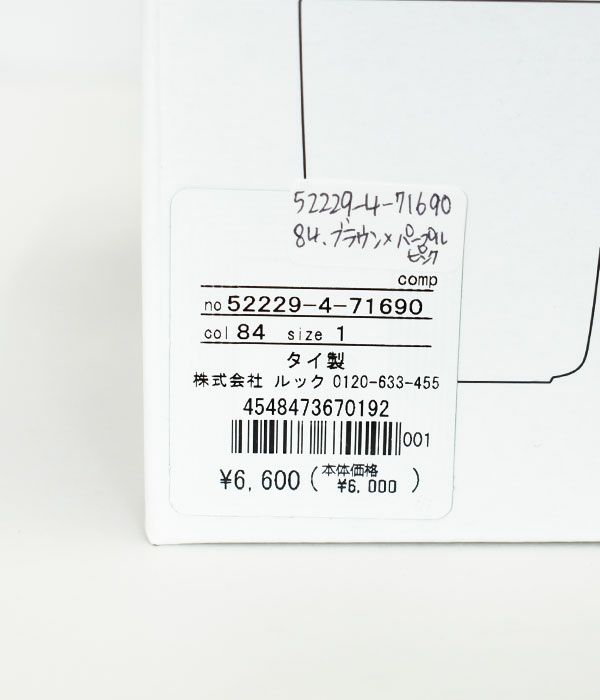 52229-4-71690
84.ブラウン×パープル
ピンク
comp
no 52229-4-71690
col 84 size 1
タイ製
株式会社 ルック 0120-633-455
4548473670192
001
¥6,600(本体価格
¥6,000)